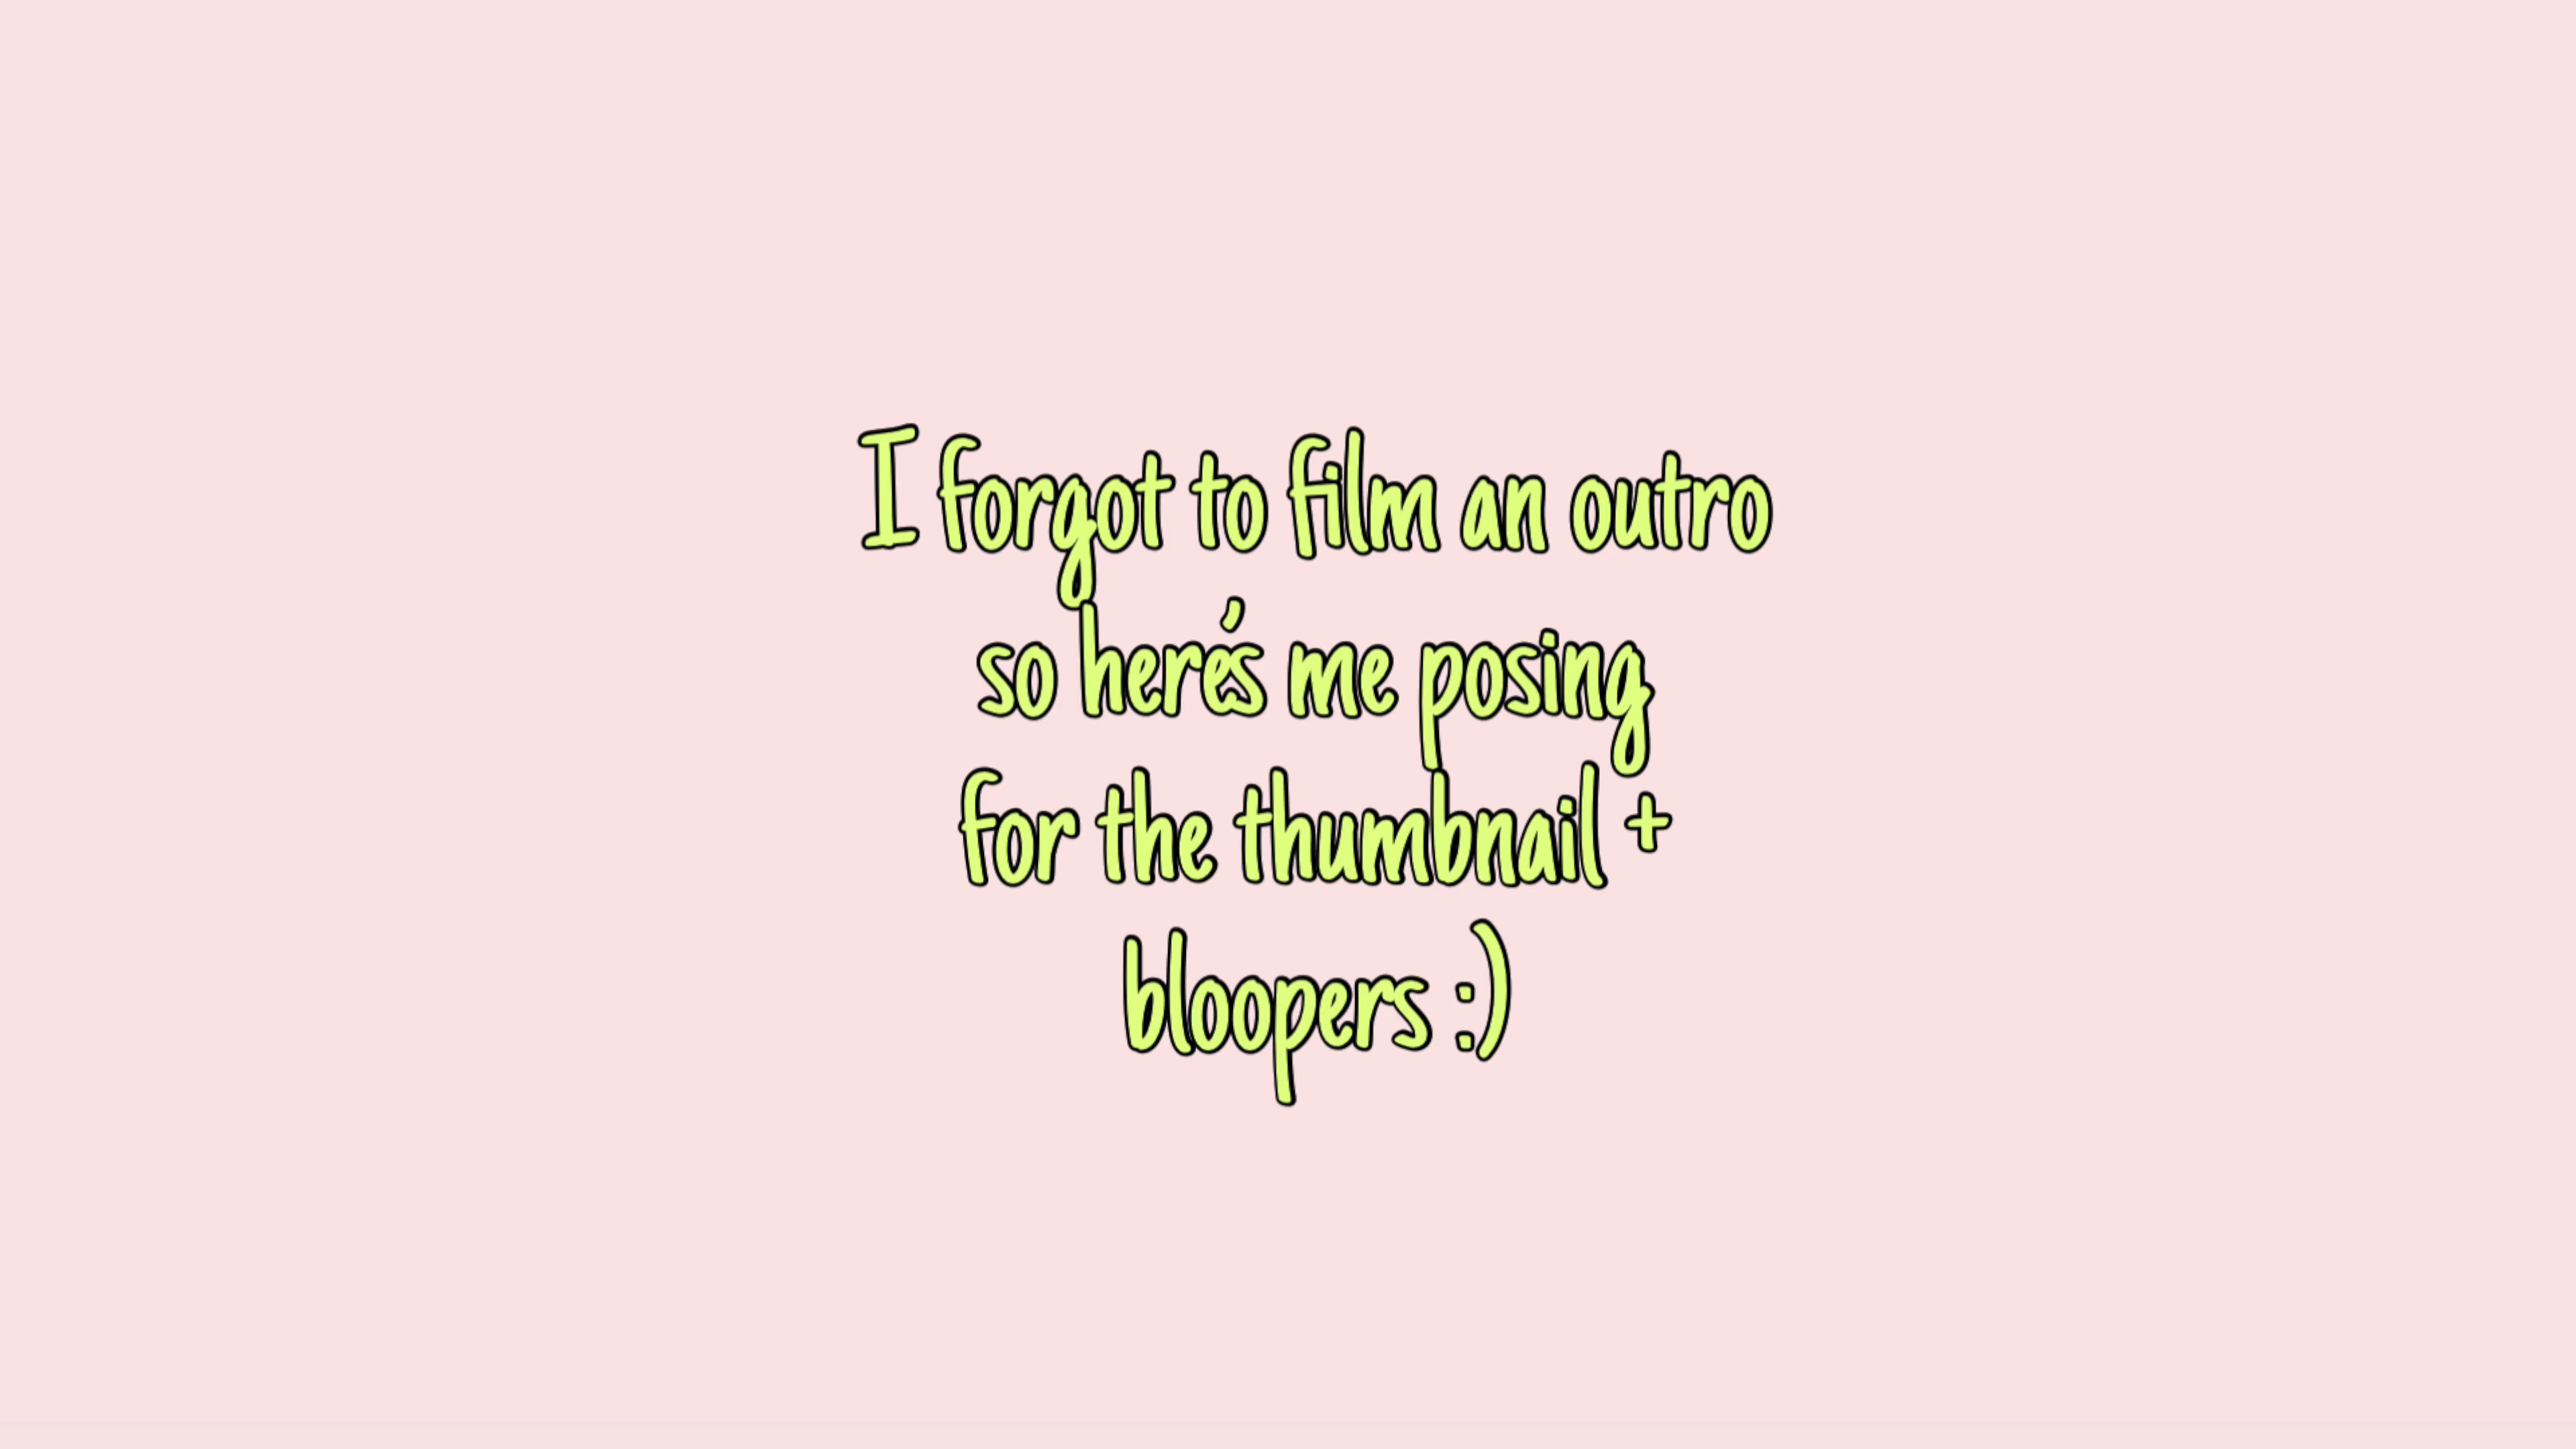 I forgot to film an outro
so here's me posing
for the thumbnail +
bloopers :)